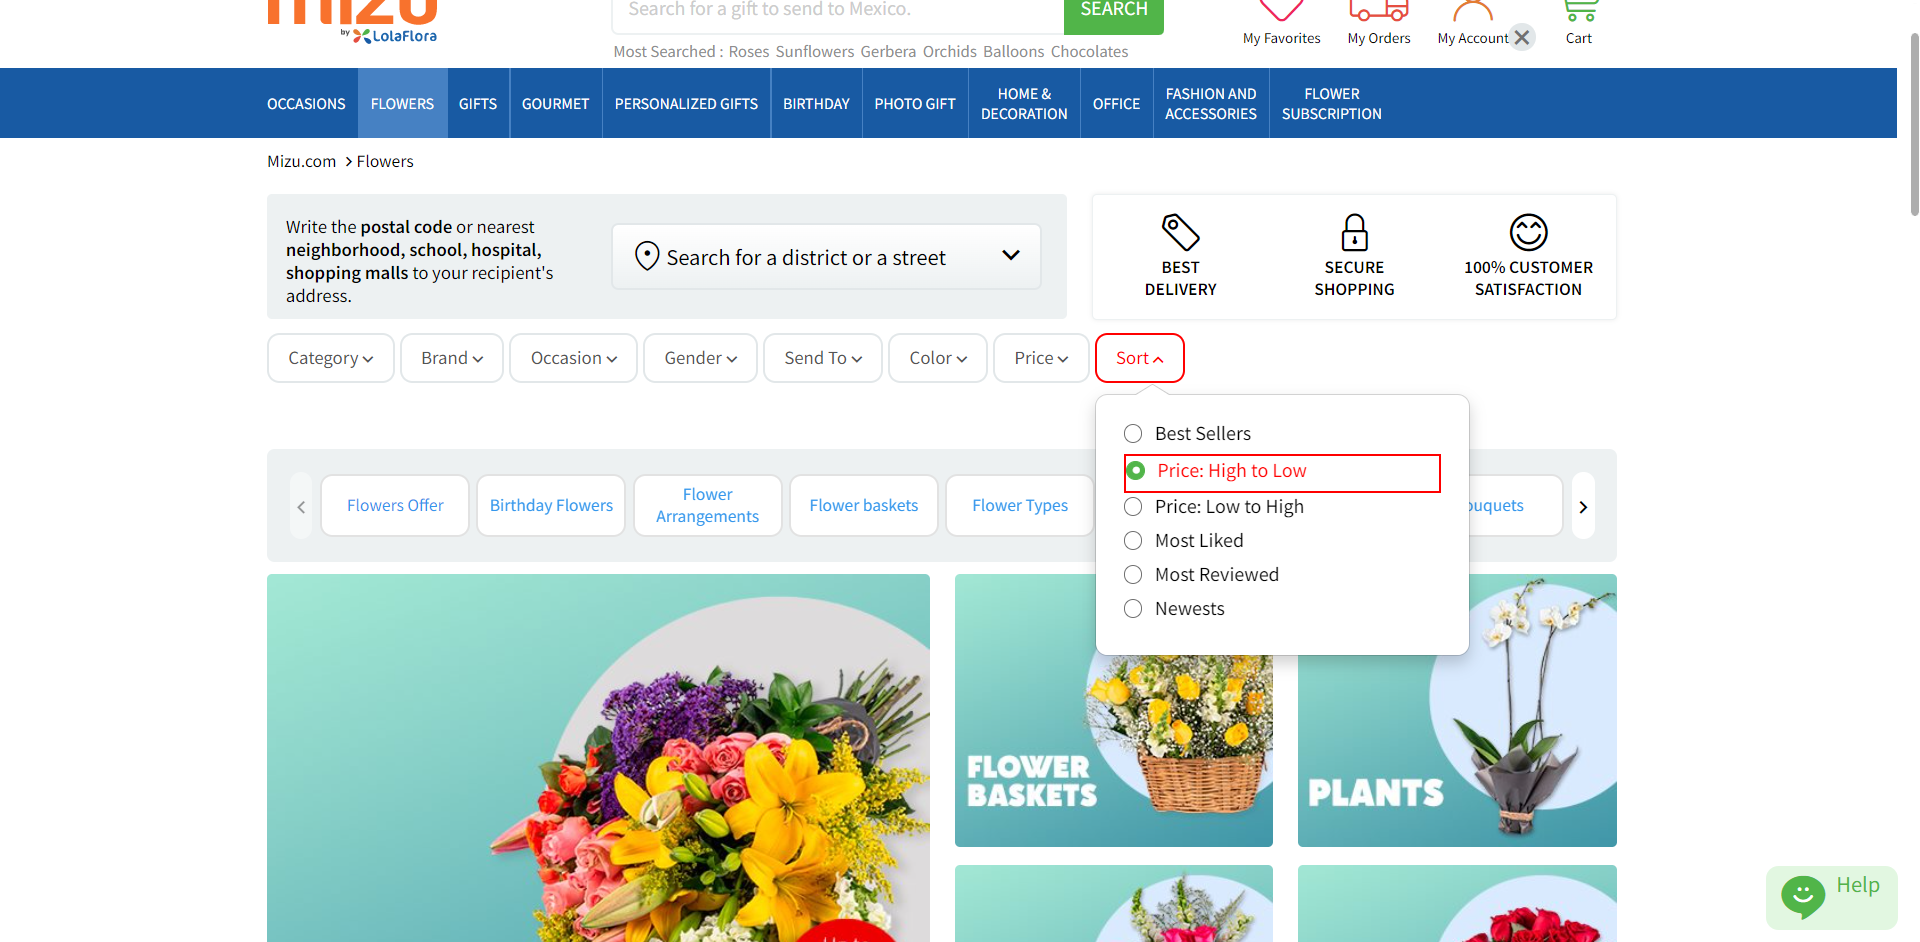 mizu
by LolaFlora
Search for a gift to send to Mexico.
SEARCH
Most Searched : Roses Sunflowers Gerbera Orchids Balloons Chocolates
My Favorites
My Orders
My Account
Cart
OCCASIONS
FLOWERS
GIFTS
GOURMET
PERSONALIZED GIFTS
BIRTHDAY
PHOTO GIFT
HOME &
DECORATION
OFFICE
FASHION AND
ACCESSORIES
FLOWER
SUBSCRIPTION
Mizu.com > Flowers
Write the postal code or nearest
neighborhood, school, hospital,
shopping malls to your recipient's
address.
Search for a district or a street
BEST
DELIVERY
SECURE
SHOPPING
100% CUSTOMER
SATISFACTION
Category
Brand
Occasion
Gender
Send To
Color
Price
Sort
Best Sellers
Price: High to Low
Price: Low to High
Most Liked
Most Reviewed
Newests
Flowers Offer
Birthday Flowers
Flower
Arrangements
Flower baskets
Flower Types
ouquets
FLOWER
BASKETS
PLANTS
Help